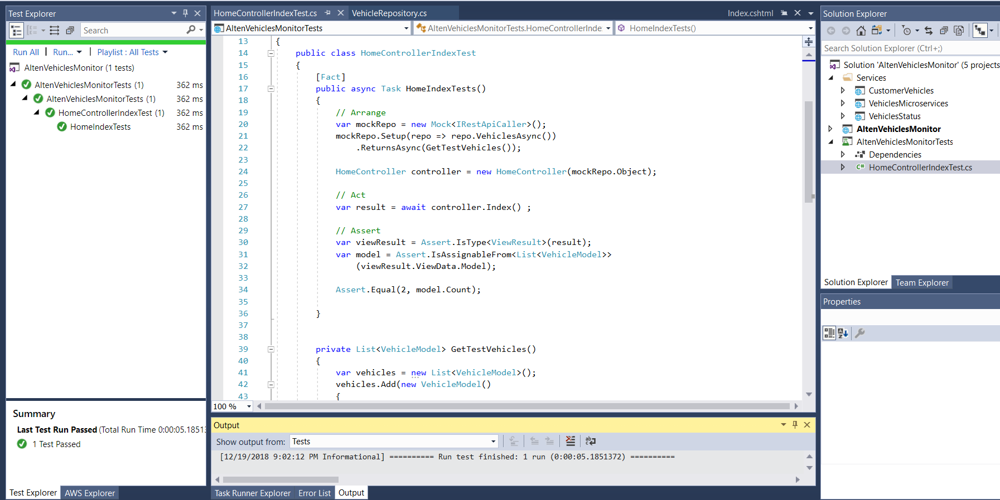 Test Explorer
Search
Run All | Run... | Playlist : All Tests
AltenVehiclesMonitor (1 tests)
AltenVehiclesMonitorTests (1) 362 ms
AltenVehiclesMonitorTests (1) 362 ms
HomeControllerIndexTest (1) 362 ms
HomeIndexTests 362 ms
Summary
Last Test Run Passed (Total Run Time 0:00:05.1851
1 Test Passed
Test Explorer AWS Explorer
HomeControllerIndexTest.cs VehicleRepository.cs Index.cshtml
AltenVehiclesMonitorTests AltenVehiclesMonitorTests.HomeControllerInde HomeIndexTests()
13 {
14 public class HomeControllerIndexTest
15 {
16 [Fact]
17 public async Task HomeIndexTests()
18 {
19 // Arrange
20 var mockRepo = new Mock<IRestApiCaller>();
21 mockRepo.Setup(repo => repo.VehiclesAsync())
22 .ReturnsAsync(GetTestVehicles());
23
24 HomeController controller = new HomeController(mockRepo.Object);
25
26 // Act
27 var result = await controller.Index() ;
28
29 // Assert
30 var viewResult = Assert.IsType<ViewResult>(result);
31 var model = Assert.IsAssignableFrom<List<VehicleModel>>
32 (viewResult.ViewData.Model);
33
34 Assert.Equal(2, model.Count);
35
36 }
37
38
39 private List<VehicleModel> GetTestVehicles()
40 {
41 var vehicles = new List<VehicleModel>();
42 vehicles.Add(new VehicleModel()
43 {
100 %
Output
Show output from: Tests
[12/19/2018 9:02:12 PM Informational] ========== Run test finished: 1 run (0:00:05.1851372) ==========
Task Runner Explorer Error List Output
Solution Explorer
Search Solution Explorer (Ctrl+;)
Solution 'AltenVehiclesMonitor' (5 projects
Services
CustomerVehicles
VehiclesMicroservices
VehiclesStatus
AltenVehiclesMonitor
AltenVehiclesMonitorTests
Dependencies
C# HomeControllerIndexTest.cs
Solution Explorer Team Explorer
Properties